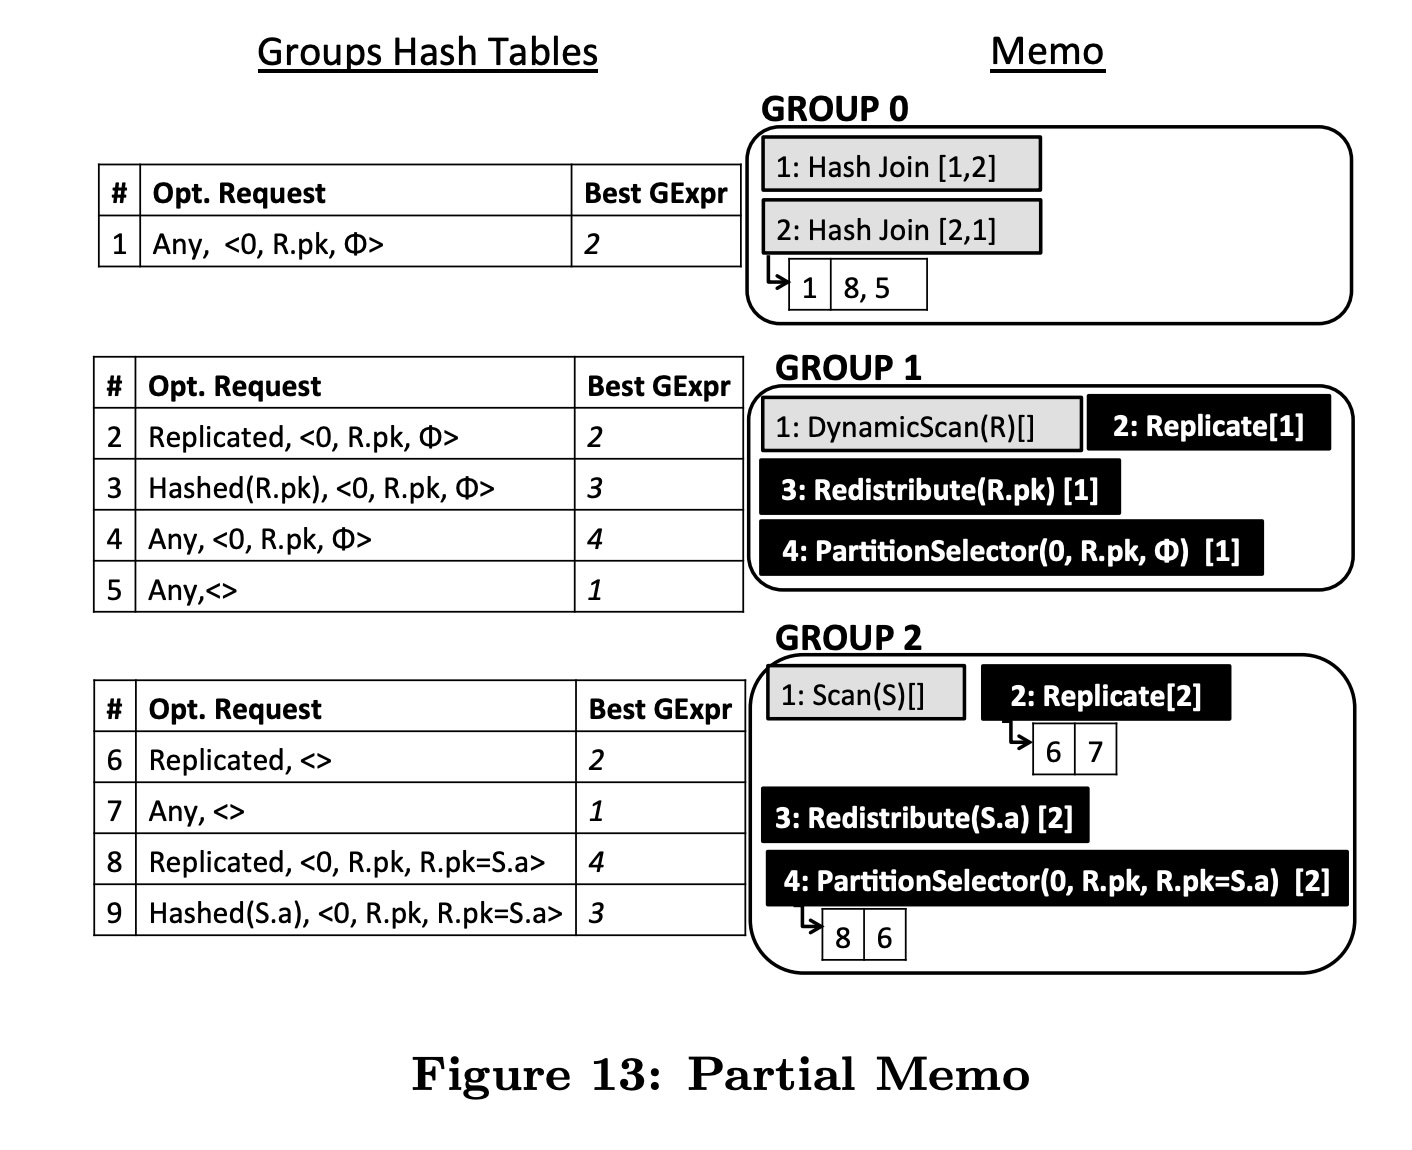 Groups Hash Tables
Memo
GROUP 0
# Opt. Request Best GExpr
1 Any, <0, R.pk, Φ> 2
1: Hash Join [1,2]
2: Hash Join [2,1]
1 8, 5
GROUP 1
# Opt. Request Best GExpr
2 Replicated, <0, R.pk, Φ> 2
3 Hashed(R.pk), <0, R.pk, Φ> 3
4 Any, <0, R.pk, Φ> 4
5 Any,<> 1
1: DynamicScan(R)[]
2: Replicate[1]
3: Redistribute(R.pk) [1]
4: PartitionSelector(0, R.pk, Φ) [1]
GROUP 2
# Opt. Request Best GExpr
6 Replicated, <> 2
7 Any, <> 1
8 Replicated, <0, R.pk, R.pk=S.a> 4
9 Hashed(S.a), <0, R.pk, R.pk=S.a> 3
1: Scan(S)[]
2: Replicate[2]
6 7
3: Redistribute(S.a) [2]
4: PartitionSelector(0, R.pk, R.pk=S.a) [2]
8 6
Figure 13: Partial Memo